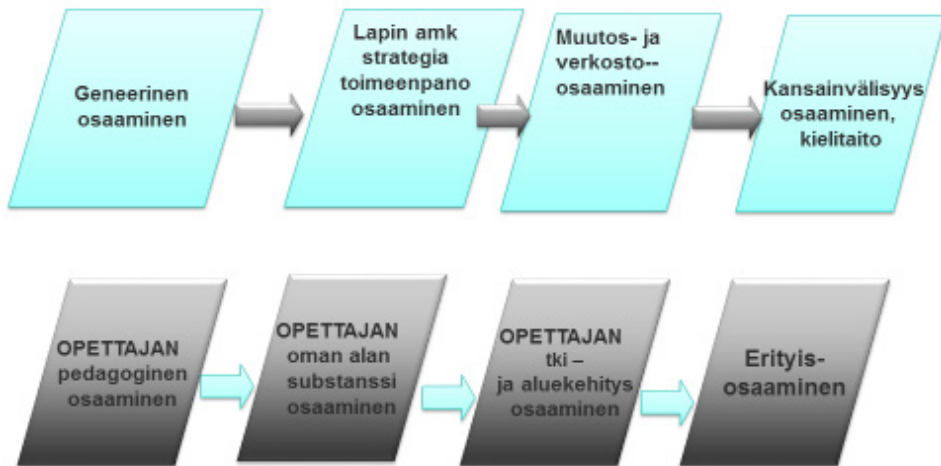 Geneerinen
osaaminen
Lapin amk
strategia
toimeenpano
osaaminen
Muutos- ja
verkosto--
osaaminen
Kansainvälisyys
osaaminen,
kielitaito
OPETTAJAN
pedagoginen
osaaminen
OPETTAJAN
oman alan
substanssi
osaaminen
OPETTAJAN
tki –
ja aluekehitys
osaaminen
Erityis-
osaaminen